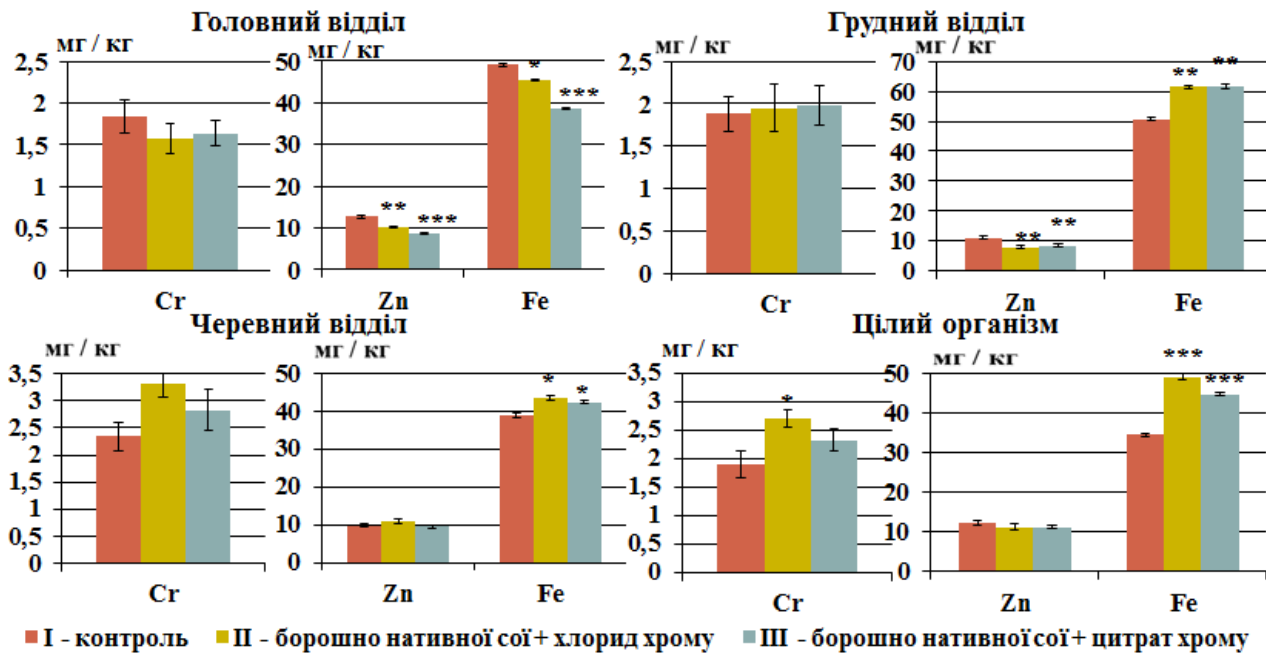 Головний відділ
мг / кг
2,5
2
1,5
1
0,5
0
Cr
мг / кг
50
40
30
20
10
0
** ***
* ***
Zn Fe
Грудний відділ
мг / кг
2,5
2
1,5
1
0,5
0
Cr
мг / кг
70
60
50
40
30
20
10
0
** **
** **
Zn Fe
Черевний відділ
мг / кг
3,5
3
2,5
2
1,5
1
0,5
0
Cr
мг / кг
50
40
30
20
10
0
* *
Zn Fe
Цілий організм
мг / кг
3,5
3
2,5
2
1,5
1
0,5
0
*
Cr
мг / кг
50
40
30
20
10
0
*** ***
Zn Fe
I - контроль II - борошно нативної сої + хлорид хрому III - борошно нативної сої + цитрат хрому